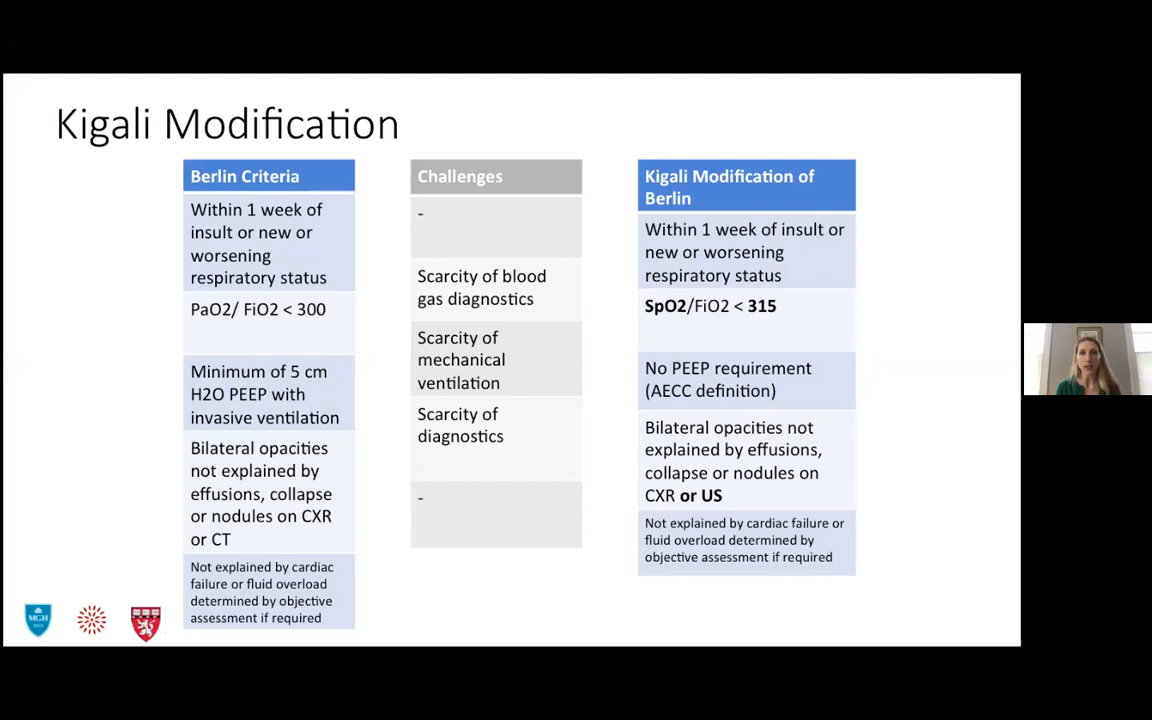 Kigali Modification
Berlin Criteria
Within 1 week of
insult or new or
worsening
respiratory status
PaO2/ FiO2 < 300
Minimum of 5 cm
H2O PEEP with
invasive ventilation
Bilateral opacities
not explained by
effusions, collapse
or nodules on CXR
or CT
Not explained by cardiac
failure or fluid overload
determined by objective
assessment if required
Challenges
-
Scarcity of blood
gas diagnostics
Scarcity of
mechanical
ventilation
Scarcity of
diagnostics
-
Kigali Modification of
Berlin
Within 1 week of insult or
new or worsening
respiratory status
SpO2/FiO2 < 315
No PEEP requirement
(AECC definition)
Bilateral opacities not
explained by effusions,
collapse or nodules on
CXR or US
Not explained by cardiac failure or
fluid overload determined by
objective assessment if required
MGH